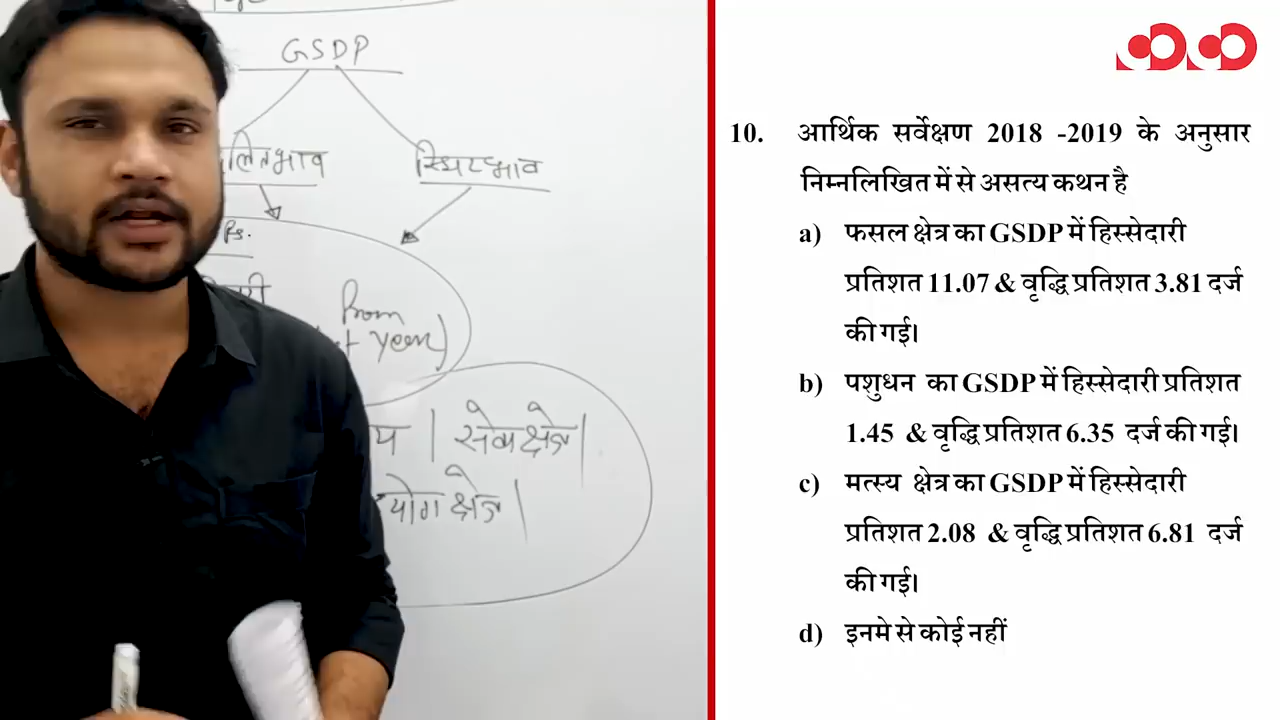 GSDP
स्थिरभाव
Rs.
From
Year)
सेवा क्षेत्र|
योग क्षेत्र|
10. आर्थिक सर्वेक्षण 2018 -2019 के अनुसार
निम्नलिखित में से असत्य कथन है
a) फसल क्षेत्र का GSDP में हिस्सेदारी
प्रतिशत 11.07 & वृद्धि प्रतिशत 3.81 दर्ज
की गई।
b) पशुधन का GSDP में हिस्सेदारी प्रतिशत
1.45 & वृद्धि प्रतिशत 6.35 दर्ज की गई।
c) मत्स्य क्षेत्र का GSDP में हिस्सेदारी
प्रतिशत 2.08 & वृद्धि प्रतिशत 6.81 दर्ज
की गई।
d) इनमे से कोई नहीं